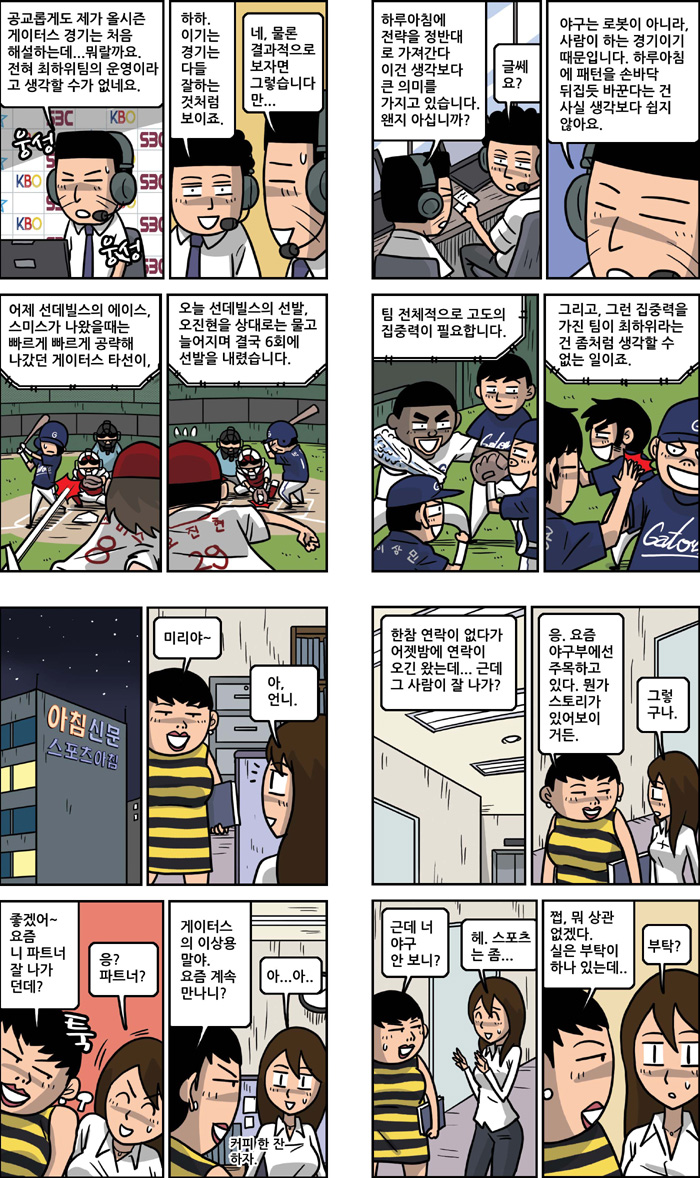 공교롭게도 제가 올시즌
게이터스 경기는 처음
해설하는데...뭐랄까요.
전혀 최하위팀의 운영이라
고 생각할 수가 없네요.
웅성
웅성
KBO
S3C
KBO
S3C
KBO
하하.
이기는
경기는
다들
잘하는
것처럼
보이죠.
네, 물론
결과적으로
보자면
그렇습니다
만...
어제 선데빌스의 에이스,
스미스가 나왔을때는
빠르게 빠르게 공략해
나갔던 게이터스 타선이,
오늘 선데빌스의 선발,
오진현을 상대로는 물고
늘어지며 결국 6회에
선발을 내렸습니다.
진현
29
하루아침에
전략을 정반대
로 가져간다
이건 생각보다
큰 의미를
가지고 있습니다.
왠지 아십니까?
글쎄
요?
야구는 로봇이 아니라,
사람이 하는 경기이기
때문입니다. 하루아침
에 패턴을 손바닥
뒤집듯 바꾼다는 건
사실 생각보다 쉽지
않아요.
팀 전체적으로 고도의
집중력이 필요합니다.
Gators
이상민
그리고, 그런 집중력을
가진 팀이 최하위라는
건 좀처럼 생각할 수
없는 일이죠.
Gator
아침신문
스포츠아침
미리야~
아,
언니.
좋겠어~
요즘
니 파트너
잘 나가
던데?
툭
응?
파트너?
게이터스
의 이상용
말야.
요즘 계속
만나니?
아...아..
커피 한 잔
하자.
한참 연락이 없다가
어젯밤에 연락이
오긴 왔는데... 근데
그 사람이 잘 나가?
응. 요즘
야구부에선
주목하고
있다. 뭔가
스토리가
있어보이
거든.
그렇
구나.
근데 너
야구
안 보니?
헤. 스포츠
는 좀...
쩝, 뭐 상관
없겠다.
실은 부탁이
하나 있는데..
부탁?